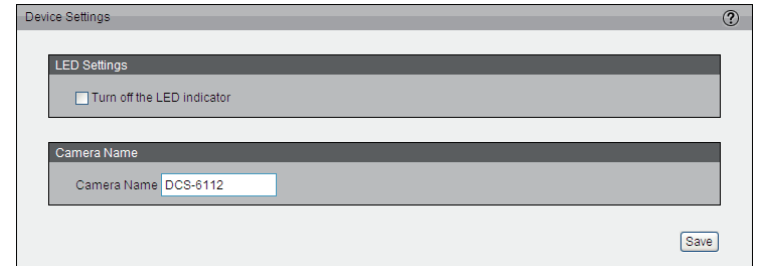 Device Settings ?
LED Settings
Turn off the LED indicator
Camera Name
Camera Name DCS-6112
Save